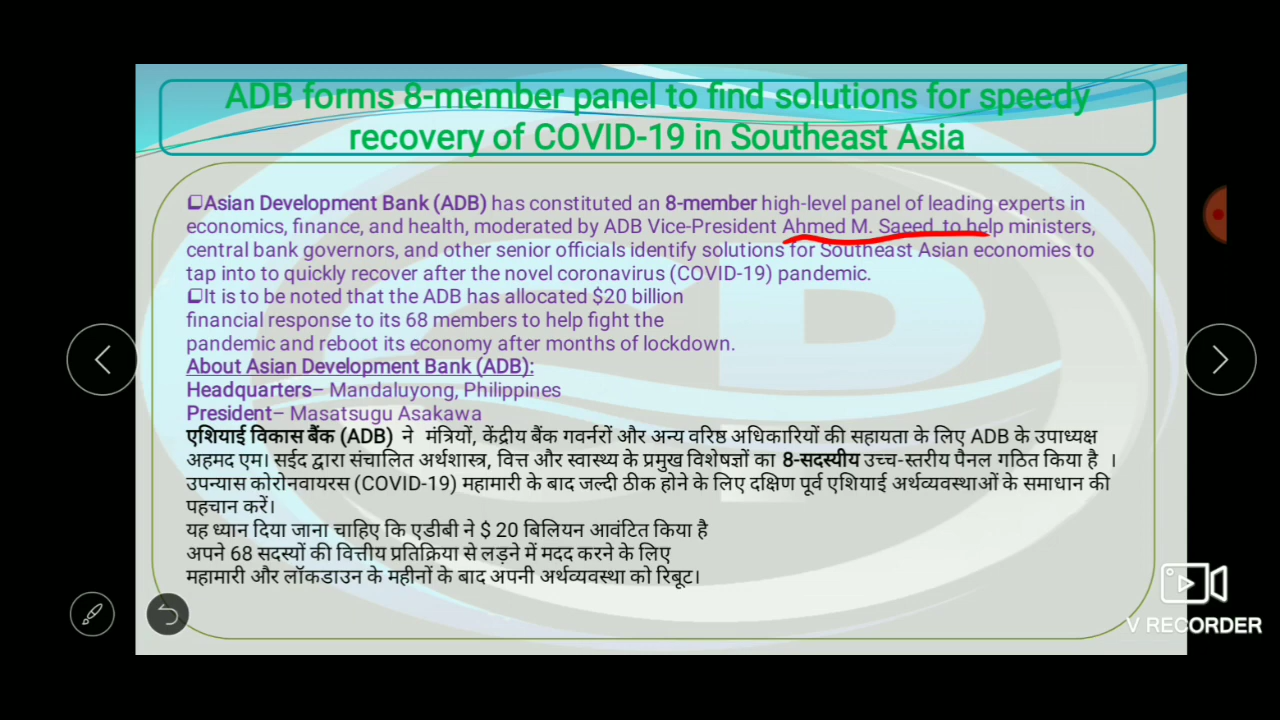 ADB forms 8-member panel to find solutions for speedy
recovery of COVID-19 in Southeast Asia
❑Asian Development Bank (ADB) has constituted an 8-member high-level panel of leading experts in
economics, finance, and health, moderated by ADB Vice-President Ahmed M. Saeed to help ministers,
central bank governors, and other senior officials identify solutions for Southeast Asian economies to
tap into to quickly recover after the novel coronavirus (COVID-19) pandemic.
❑It is to be noted that the ADB has allocated $20 billion
financial response to its 68 members to help fight the
pandemic and reboot its economy after months of lockdown.
About Asian Development Bank (ADB):
Headquarters– Mandaluyong, Philippines
President– Masatsugu Asakawa
एशियाई विकास बैंक (ADB) ने मंत्रियों, केंद्रीय बैंक गवर्नरों और अन्य वरिष्ठ अधिकारियों की सहायता के लिए ADB के उपाध्यक्ष
अहमद एम। सईद द्वारा संचालित अर्थशास्त्र, वित्त और स्वास्थ्य के प्रमुख विशेषज्ञों का 8-सदस्यीय उच्च-स्तरीय पैनल गठित किया है ।
उपन्यास कोरोनवायरस (COVID-19) महामारी के बाद जल्दी ठीक होने के लिए दक्षिण पूर्व एशियाई अर्थव्यवस्थाओं के समाधान की
पहचान करें।
यह ध्यान दिया जाना चाहिए कि एडीबी ने $ 20 बिलियन आवंटित किया है
अपने 68 सदस्यों की वित्तीय प्रतिक्रिया से लड़ने में मदद करने के लिए
महामारी और लॉकडाउन के महीनों के बाद अपनी अर्थव्यवस्था को रिबूट।
V RECORDER